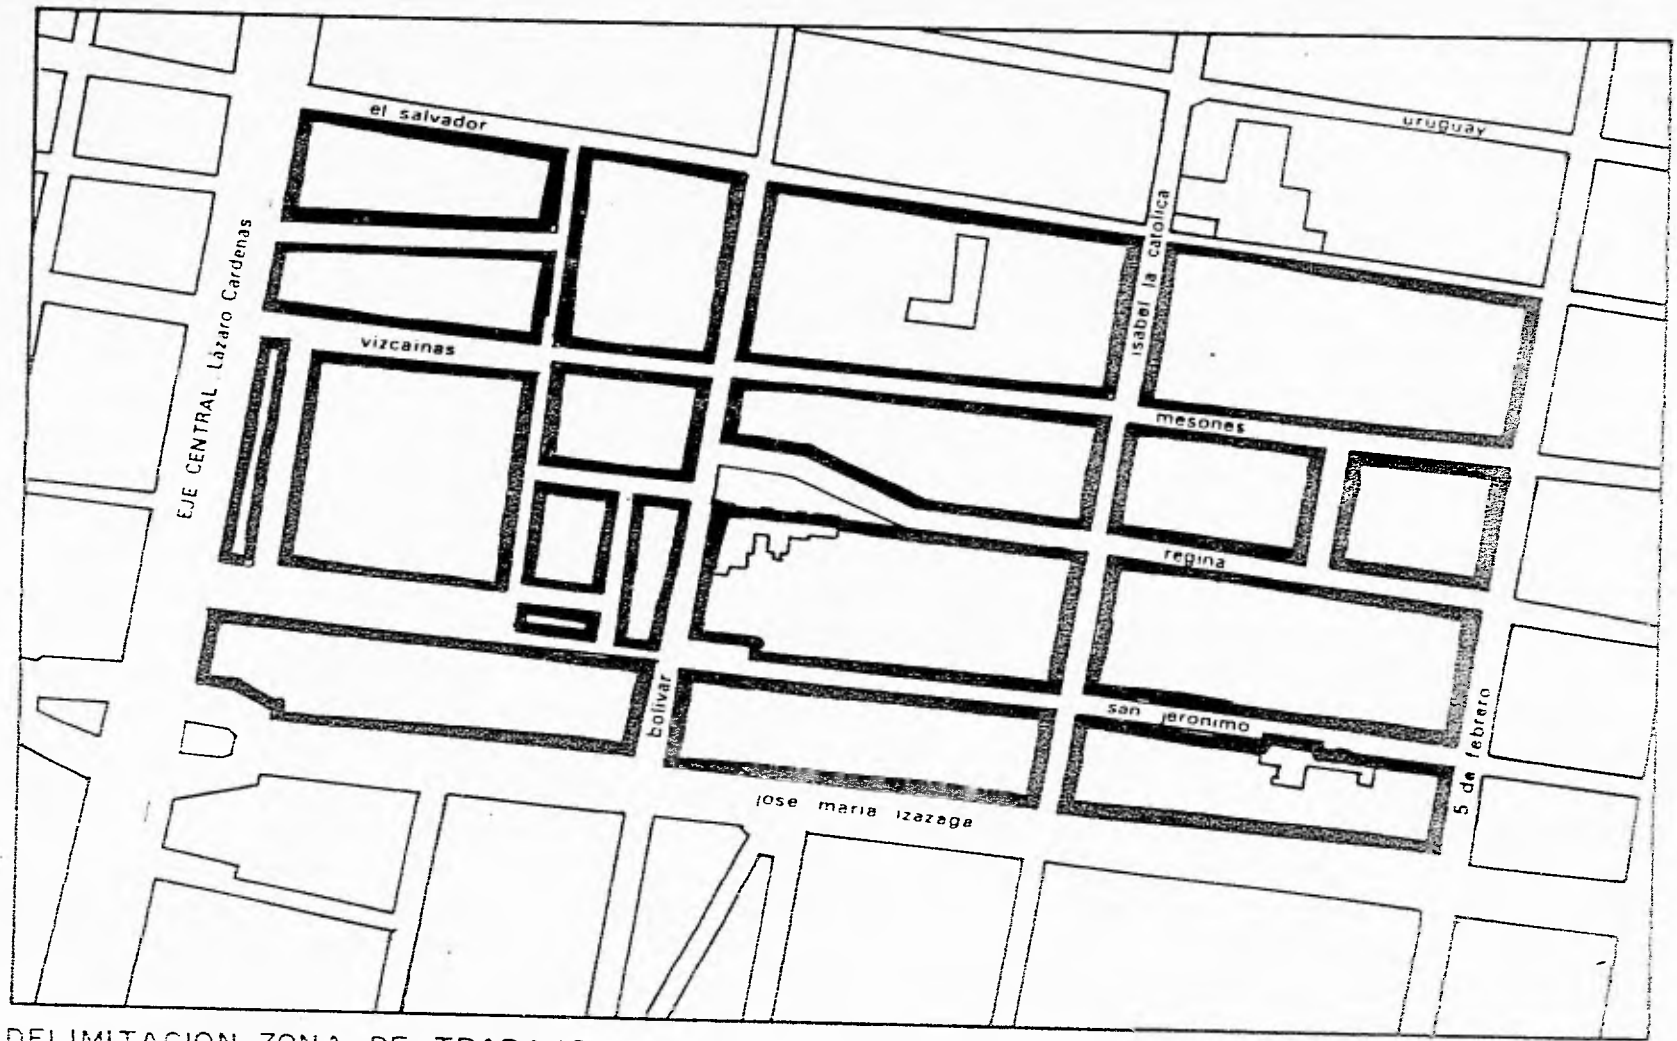 el salvador
uruguay
isabel la catolica
EJE CENTRAL Lázaro Cardenas
vizcainas
mesones
regina
bolivar
san jeronimo
5 de febrero
jose maria izazaga
DELIMITACION ZONA DE TRABAJO